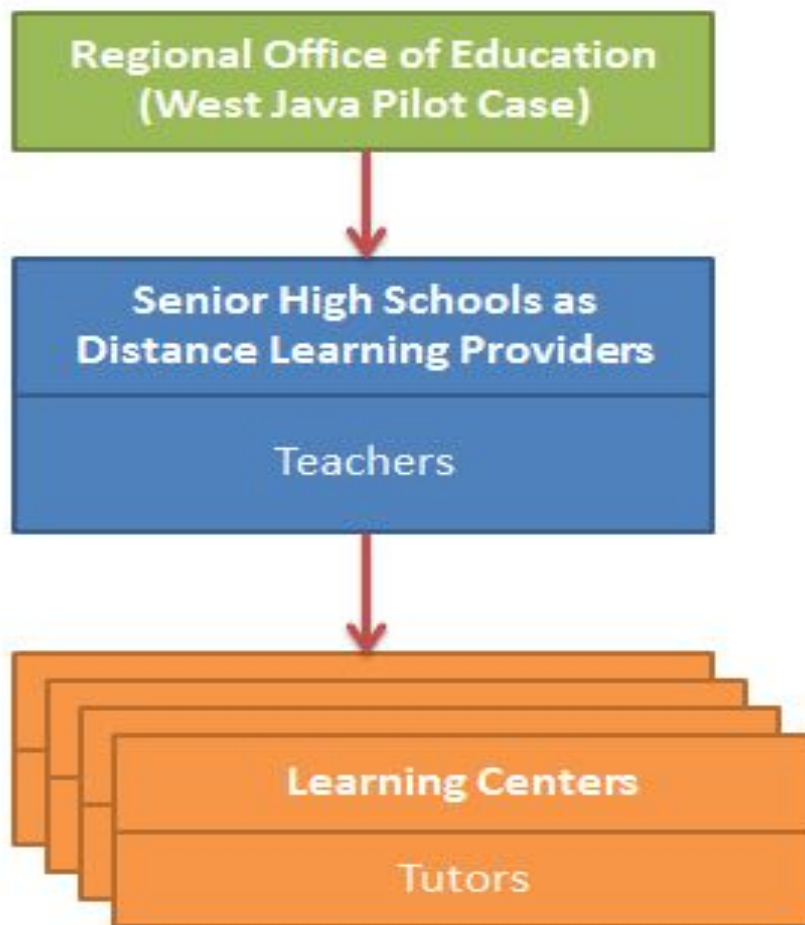 Regional Office of Education
(West Java Pilot Case)
Senior High Schools as
Distance Learning Providers
Teachers
Learning Centers
Tutors